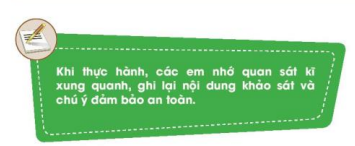 Khi thực hành, các em nhớ quan sát kĩ
xung quanh, ghi lại nội dung khảo sát và
chú ý đảm bảo an toàn.